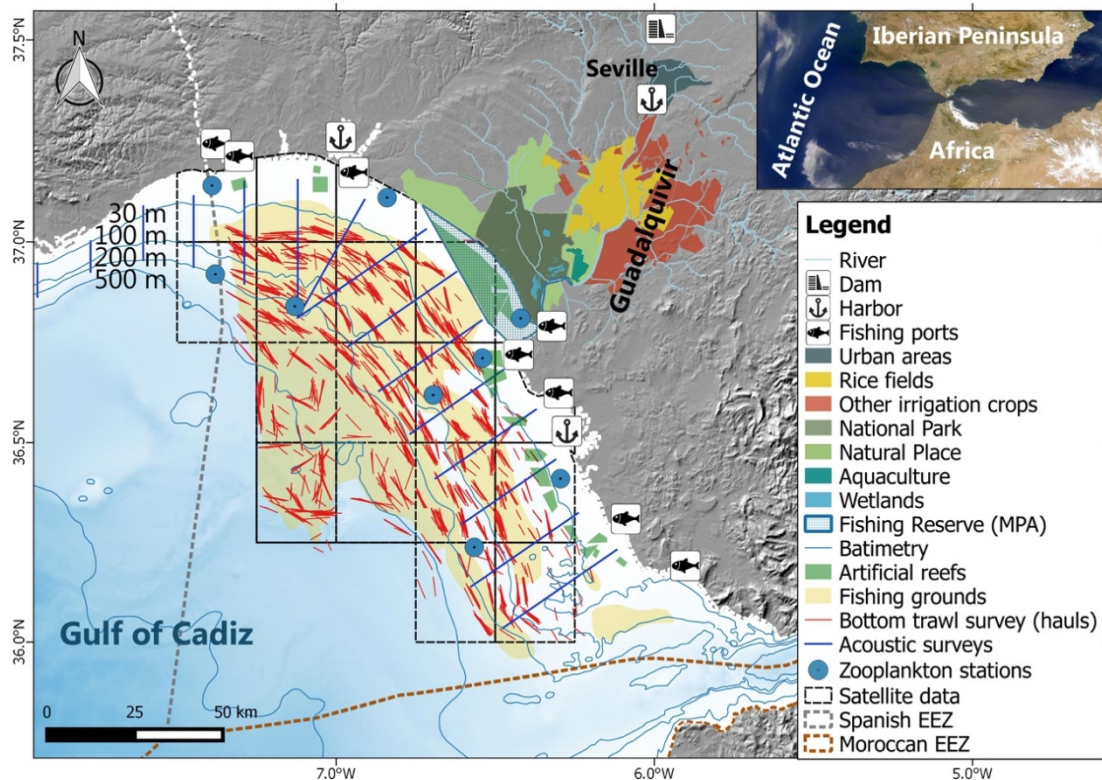 37.5°N
37.0°N
36.5°N
36.0°N
N
Seville
Guadalquivir
30 m
100 m
200 m
500 m
Gulf of Cadiz
0 25 50 km
7.0°W
6.0°W
5.0°W
Atlantic Ocean
Iberian Peninsula
Africa
Legend
River
Dam
Harbor
Fishing ports
Urban areas
Rice fields
Other irrigation crops
National Park
Natural Place
Aquaculture
Wetlands
Fishing Reserve (MPA)
Batimetry
Artificial reefs
Fishing grounds
Bottom trawl survey (hauls)
Acoustic surveys
Zooplankton stations
Satellite data
Spanish EEZ
Moroccan EEZ